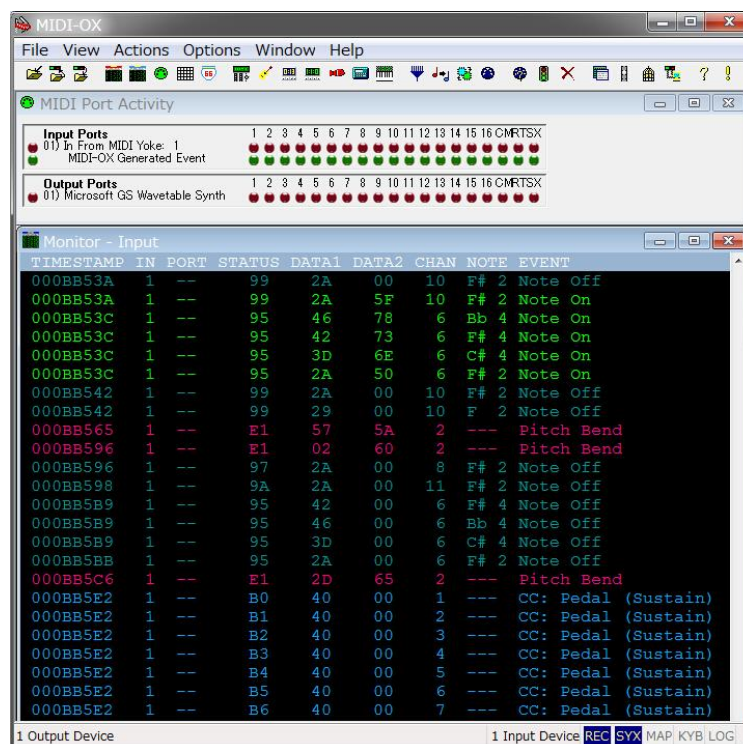 MIDI-OX
File View Actions Options Window Help
MIDI Port Activity
Input Ports 1 2 3 4 5 6 7 8 9 10 11 12 13 14 15 16 C M RT SX
01) In From MIDI Yoke: 1
MIDI-OX Generated Event
Output Ports 1 2 3 4 5 6 7 8 9 10 11 12 13 14 15 16 C M RT SX
01) Microsoft GS Wavetable Synth
Monitor - Input
TIMESTAMP IN PORT STATUS DATA1 DATA2 CHAN NOTE EVENT
000BB53A 1 -- 99 2A 00 10 F# 2 Note Off
000BB53A 1 -- 99 2A 5F 10 F# 2 Note On
000BB53C 1 -- 95 46 78 6 Bb 4 Note On
000BB53C 1 -- 95 42 73 6 F# 4 Note On
000BB53C 1 -- 95 3D 6E 6 C# 4 Note On
000BB53C 1 -- 95 2A 50 6 F# 2 Note On
000BB542 1 -- 99 2A 00 10 F# 2 Note Off
000BB542 1 -- 99 29 00 10 F 2 Note Off
000BB565 1 -- E1 57 5A 2 --- Pitch Bend
000BB596 1 -- E1 02 60 2 --- Pitch Bend
000BB596 1 -- 97 2A 00 8 F# 2 Note Off
000BB598 1 -- 9A 2A 00 11 F# 2 Note Off
000BB5B9 1 -- 95 42 00 6 F# 4 Note Off
000BB5B9 1 -- 95 46 00 6 Bb 4 Note Off
000BB5B9 1 -- 95 3D 00 6 C# 4 Note Off
000BB5BB 1 -- 95 2A 00 6 F# 2 Note Off
000BB5C6 1 -- E1 2D 65 2 --- Pitch Bend
000BB5E2 1 -- B0 40 00 1 --- CC: Pedal (Sustain)
000BB5E2 1 -- B1 40 00 2 --- CC: Pedal (Sustain)
000BB5E2 1 -- B2 40 00 3 --- CC: Pedal (Sustain)
000BB5E2 1 -- B3 40 00 4 --- CC: Pedal (Sustain)
000BB5E2 1 -- B4 40 00 5 --- CC: Pedal (Sustain)
000BB5E2 1 -- B5 40 00 6 --- CC: Pedal (Sustain)
000BB5E2 1 -- B6 40 00 7 --- CC: Pedal (Sustain)
1 Output Device 1 Input Device REC SYX MAP KYB LOG